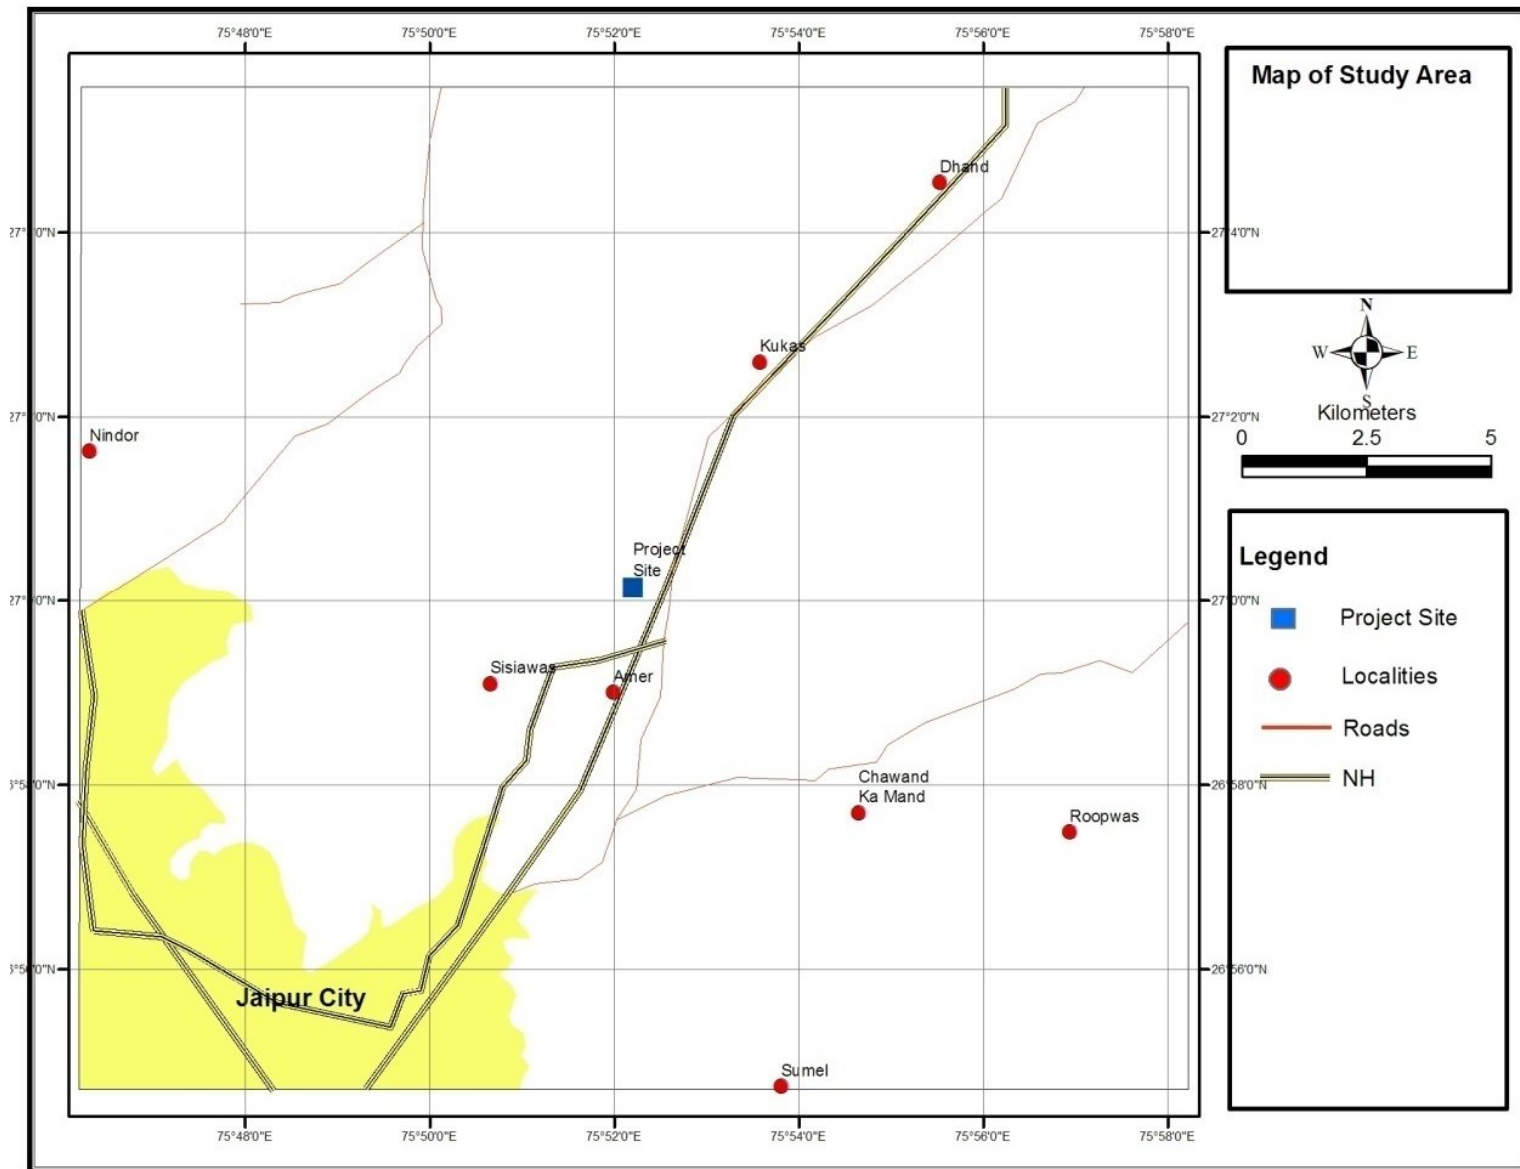 75°48'0"E 75°50'0"E 75°52'0"E 75°54'0"E 75°56'0"E 75°58'0"E
Map of Study Area
Dhand
27°4'0"N
N
W E
S
Kukas
Kilometers
0 2.5 5
27°2'0"N
Nindor
Project
Site
Legend
27°0'0"N
Project Site
Sisiawas
Amer
Localities
Roads
Chawand
Ka Mand
26°58'0"N
NH
Roopwas
26°56'0"N
Jaipur City
Sumel
75°48'0"E 75°50'0"E 75°52'0"E 75°54'0"E 75°56'0"E 75°58'0"E